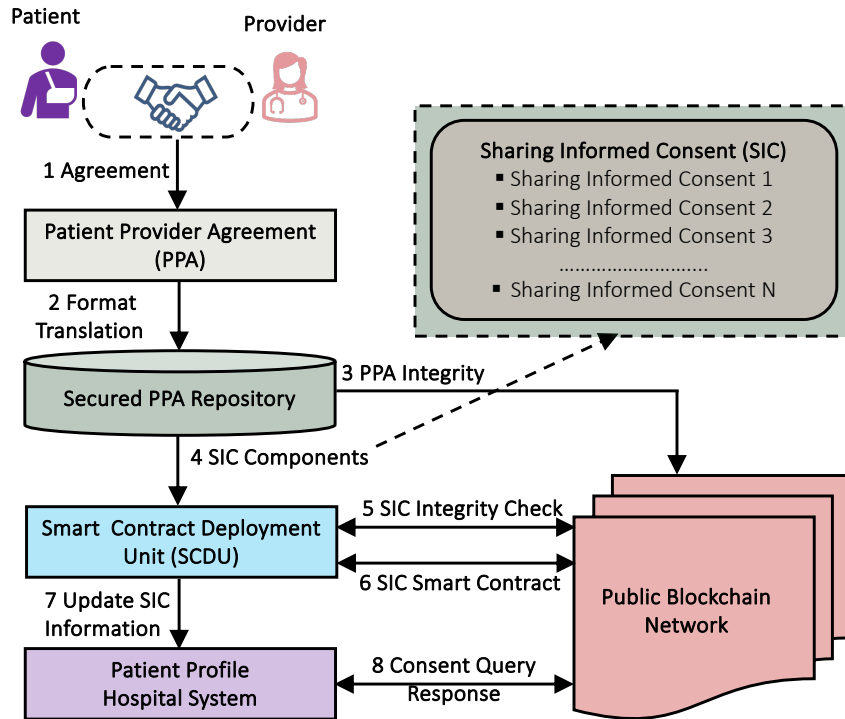 Patient
Provider
1 Agreement
Patient Provider Agreement
(PPA)
2 Format
Translation
Secured PPA Repository
3 PPA Integrity
4 SIC Components
Sharing Informed Consent (SIC)
▪ Sharing Informed Consent 1
▪ Sharing Informed Consent 2
▪ Sharing Informed Consent 3
……………………….
▪ Sharing Informed Consent N
Smart Contract Deployment
Unit (SCDU)
5 SIC Integrity Check
6 SIC Smart Contract
7 Update SIC
Information
Public Blockchain
Network
Patient Profile
Hospital System
8 Consent Query
Response